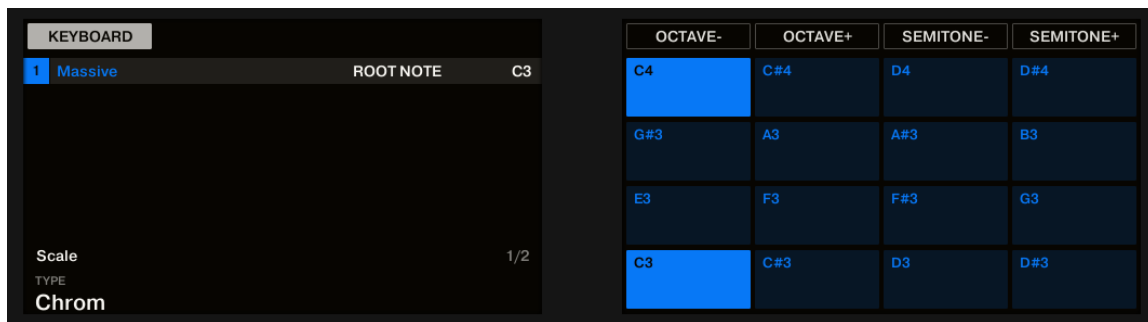 KEYBOARD
1 Massive ROOT NOTE C3
Scale 1/2
TYPE
Chrom
OCTAVE- OCTAVE+ SEMITONE- SEMITONE+
C4 C#4 D4 D#4
G#3 A3 A#3 B3
E3 F3 F#3 G3
C3 C#3 D3 D#3